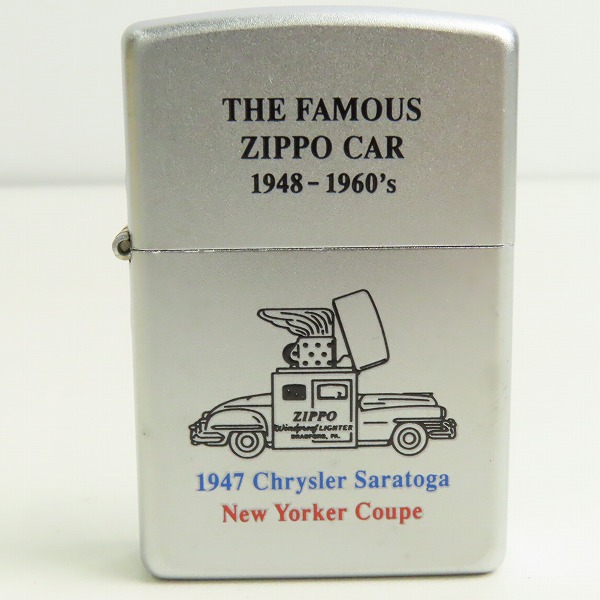 THE FAMOUS
ZIPPO CAR
1948 - 1960's
ZIPPO
Windproof LIGHTER
BRADFORD, PA.
1947 Chrysler Saratoga
New Yorker Coupe